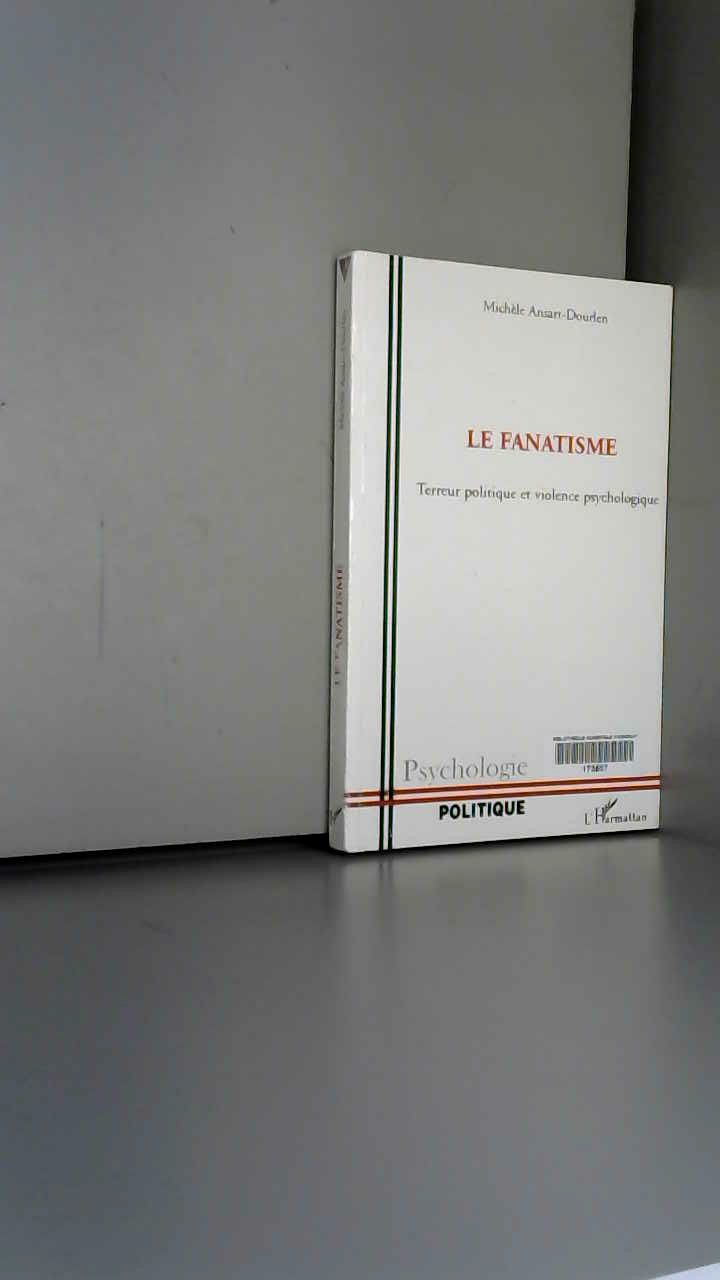 Michèle Ansart-Dourlen
LE FANATISME
Terreur politique et violence psychologique
Psychologie
POLITIQUE
L'Harmattan
LE FANATISME